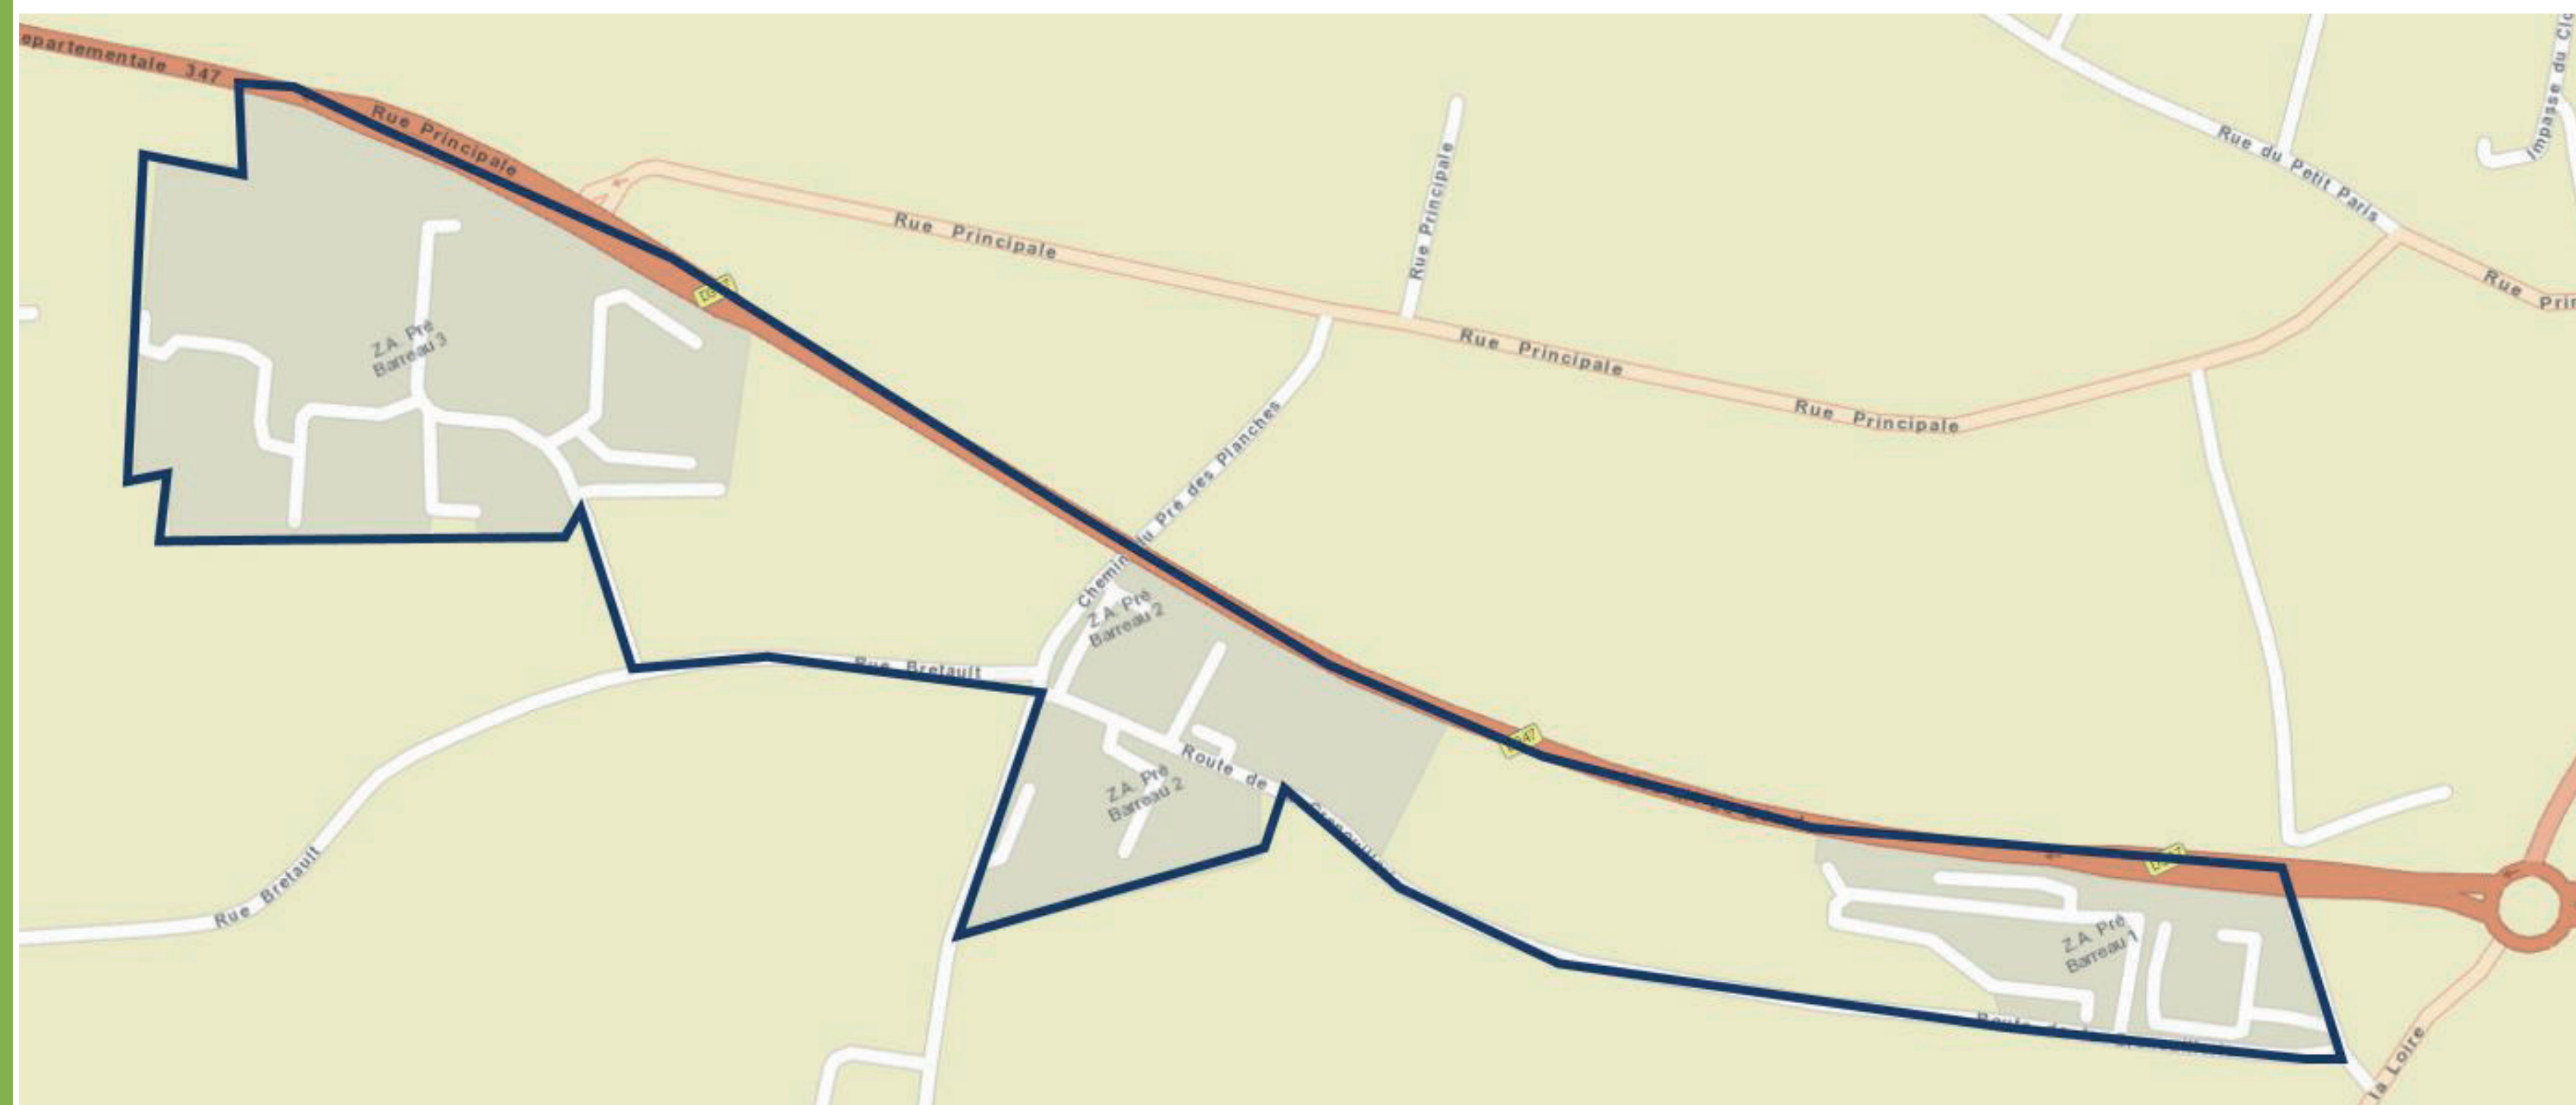 epartementale 347
Rue Principale
Rue Principale
Rue Principale
Rue Principale
Rue Principale
Rue du Petit Paris
Impasse du Clo
Rue Prin
Z.A. Pré
Barreau 3
Chemin du Pré des Planches
Z.A. Pré
Barreau 2
Rue Bretault
Rue Bretault
Z.A. Pré
Barreau 2
Route de
Z.A. Pré
Barreau 1
la Loire